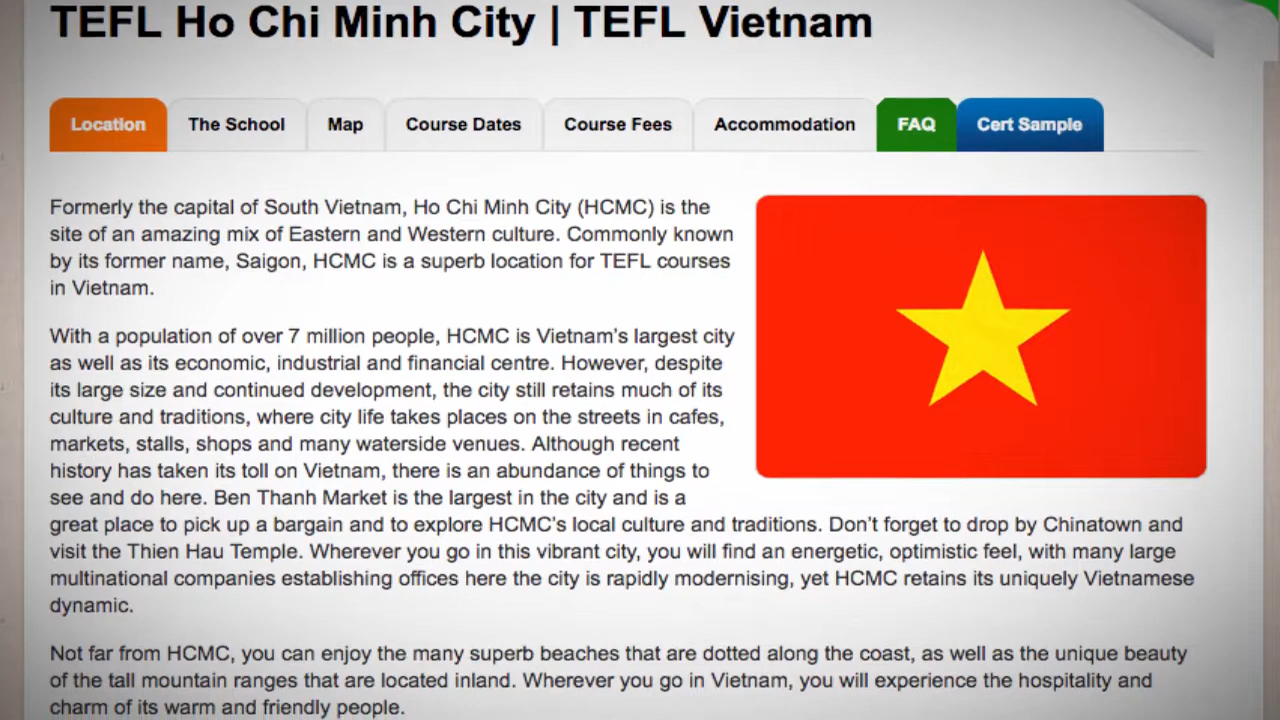 TEFL Ho Chi Minh City | TEFL Vietnam
Location The School Map Course Dates Course Fees Accommodation FAQ Cert Sample
Formerly the capital of South Vietnam, Ho Chi Minh City (HCMC) is the
site of an amazing mix of Eastern and Western culture. Commonly known
by its former name, Saigon, HCMC is a superb location for TEFL courses
in Vietnam.
With a population of over 7 million people, HCMC is Vietnam's largest city
as well as its economic, industrial and financial centre. However, despite
its large size and continued development, the city still retains much of its
culture and traditions, where city life takes places on the streets in cafes,
markets, stalls, shops and many waterside venues. Although recent
history has taken its toll on Vietnam, there is an abundance of things to
see and do here. Ben Thanh Market is the largest in the city and is a
great place to pick up a bargain and to explore HCMC's local culture and traditions. Don't forget to drop by Chinatown and
visit the Thien Hau Temple. Wherever you go in this vibrant city, you will find an energetic, optimistic feel, with many large
multinational companies establishing offices here the city is rapidly modernising, yet HCMC retains its uniquely Vietnamese
dynamic.
Not far from HCMC, you can enjoy the many superb beaches that are dotted along the coast, as well as the unique beauty
of the tall mountain ranges that are located inland. Wherever you go in Vietnam, you will experience the hospitality and
charm of its warm and friendly people.